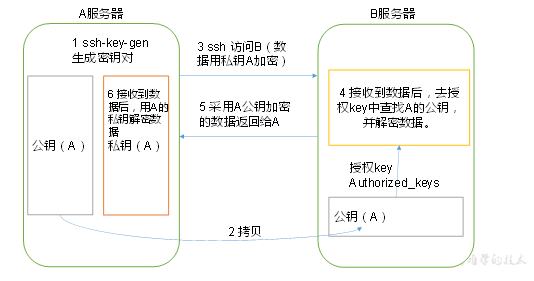 A服务器
B服务器
1 ssh-key-gen
生成密钥对
3 ssh 访问B（数
据用私钥A加密）
6 接收到数
据后，用A的
私钥解密数
据
私钥（A）
公钥（A）
5 采用A公钥加密
的数据返回给A
4 接收到数据后，去授
权key中查找A的公钥，
并解密数据。
授权key
Authorized_keys
公钥（A）
2 拷贝